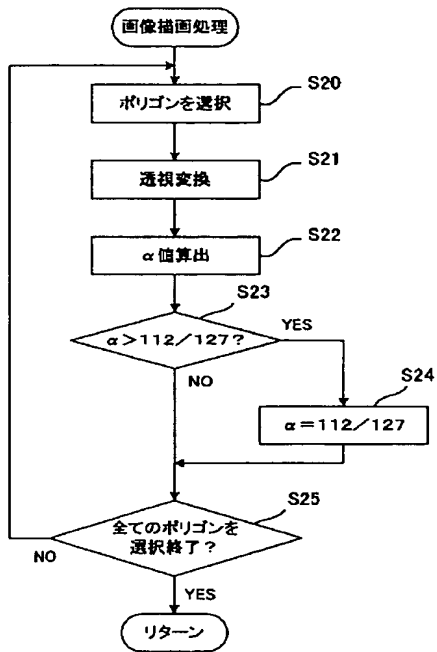 画像描画処理
S20
ポリゴンを選択
S21
透視変換
S22
α値算出
S23
α>112/127?
YES
NO
S24
α=112/127
S25
全てのポリゴンを
選択終了?
NO
YES
リターン